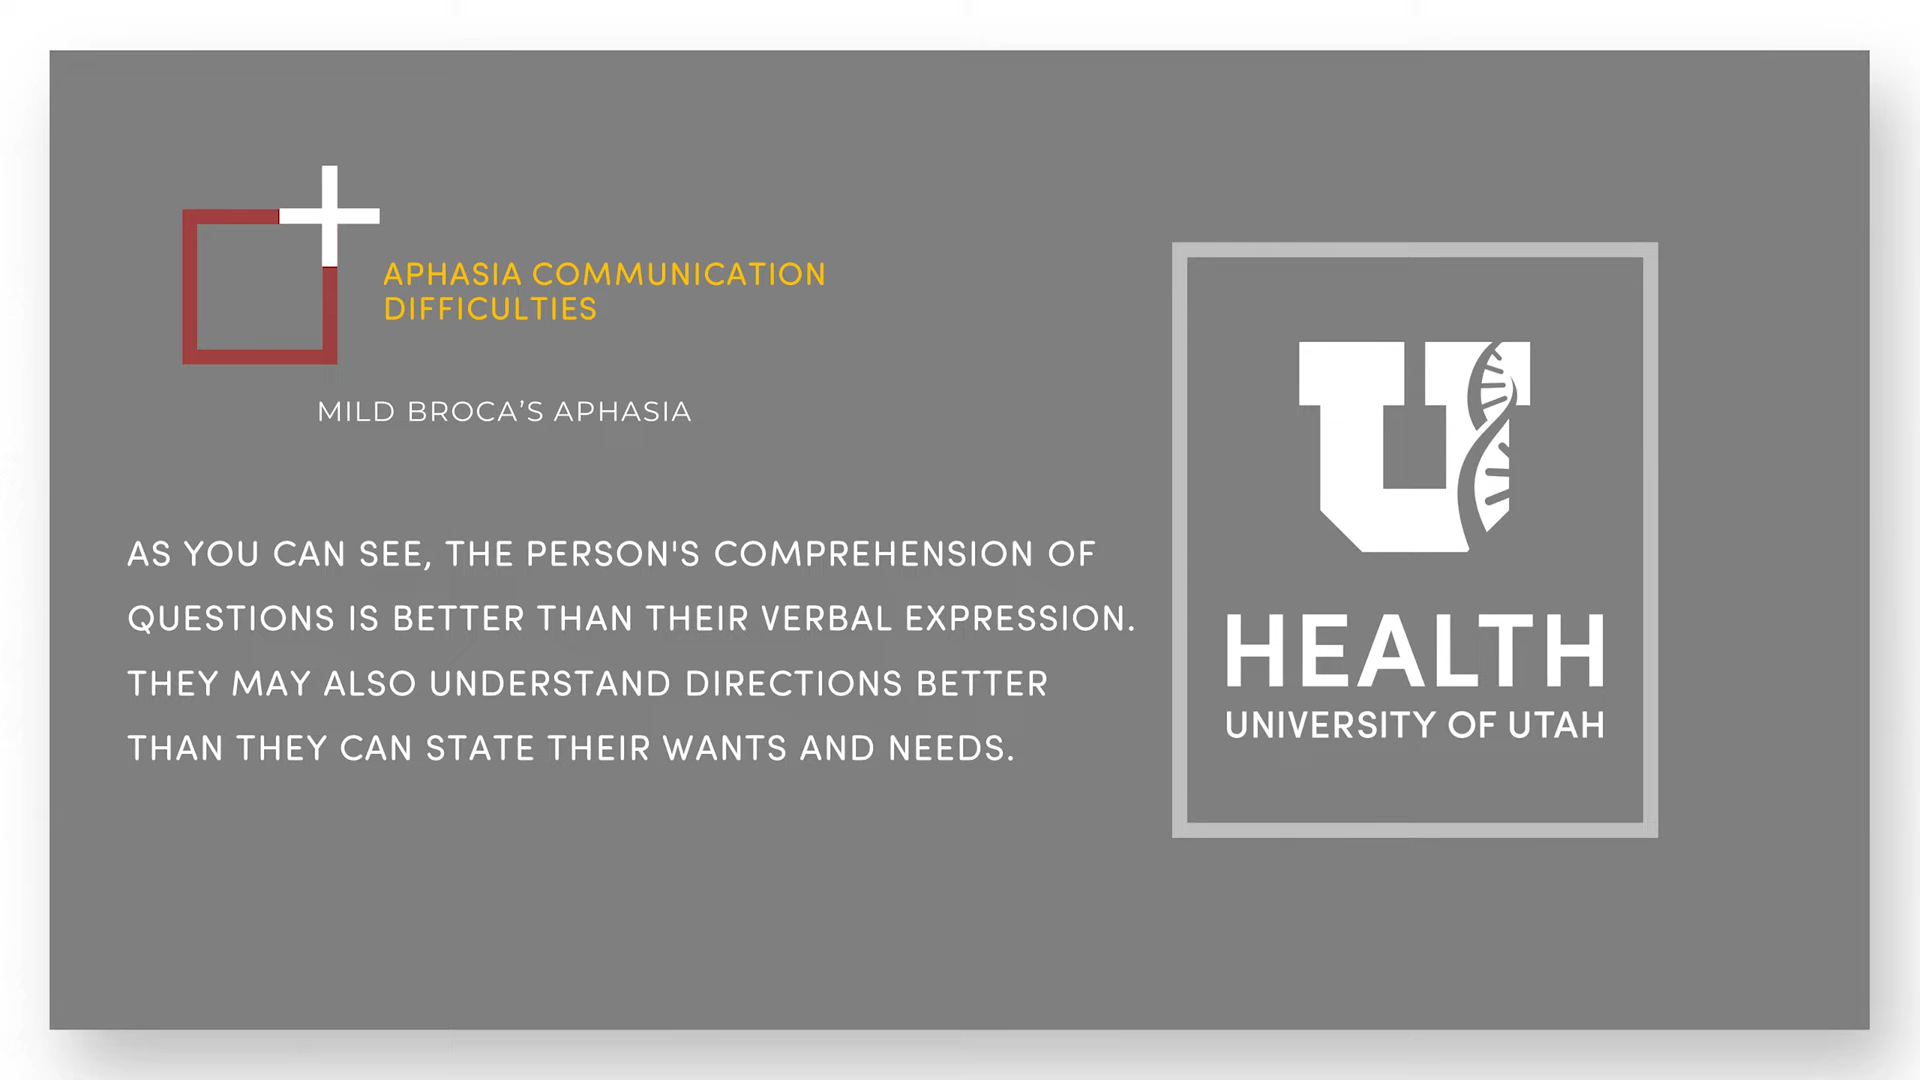 APHASIA COMMUNICATION
DIFFICULTIES
MILD BROCA’S APHASIA
AS YOU CAN SEE, THE PERSON'S COMPREHENSION OF
QUESTIONS IS BETTER THAN THEIR VERBAL EXPRESSION.
THEY MAY ALSO UNDERSTAND DIRECTIONS BETTER
THAN THEY CAN STATE THEIR WANTS AND NEEDS.
U
HEALTH
UNIVERSITY OF UTAH